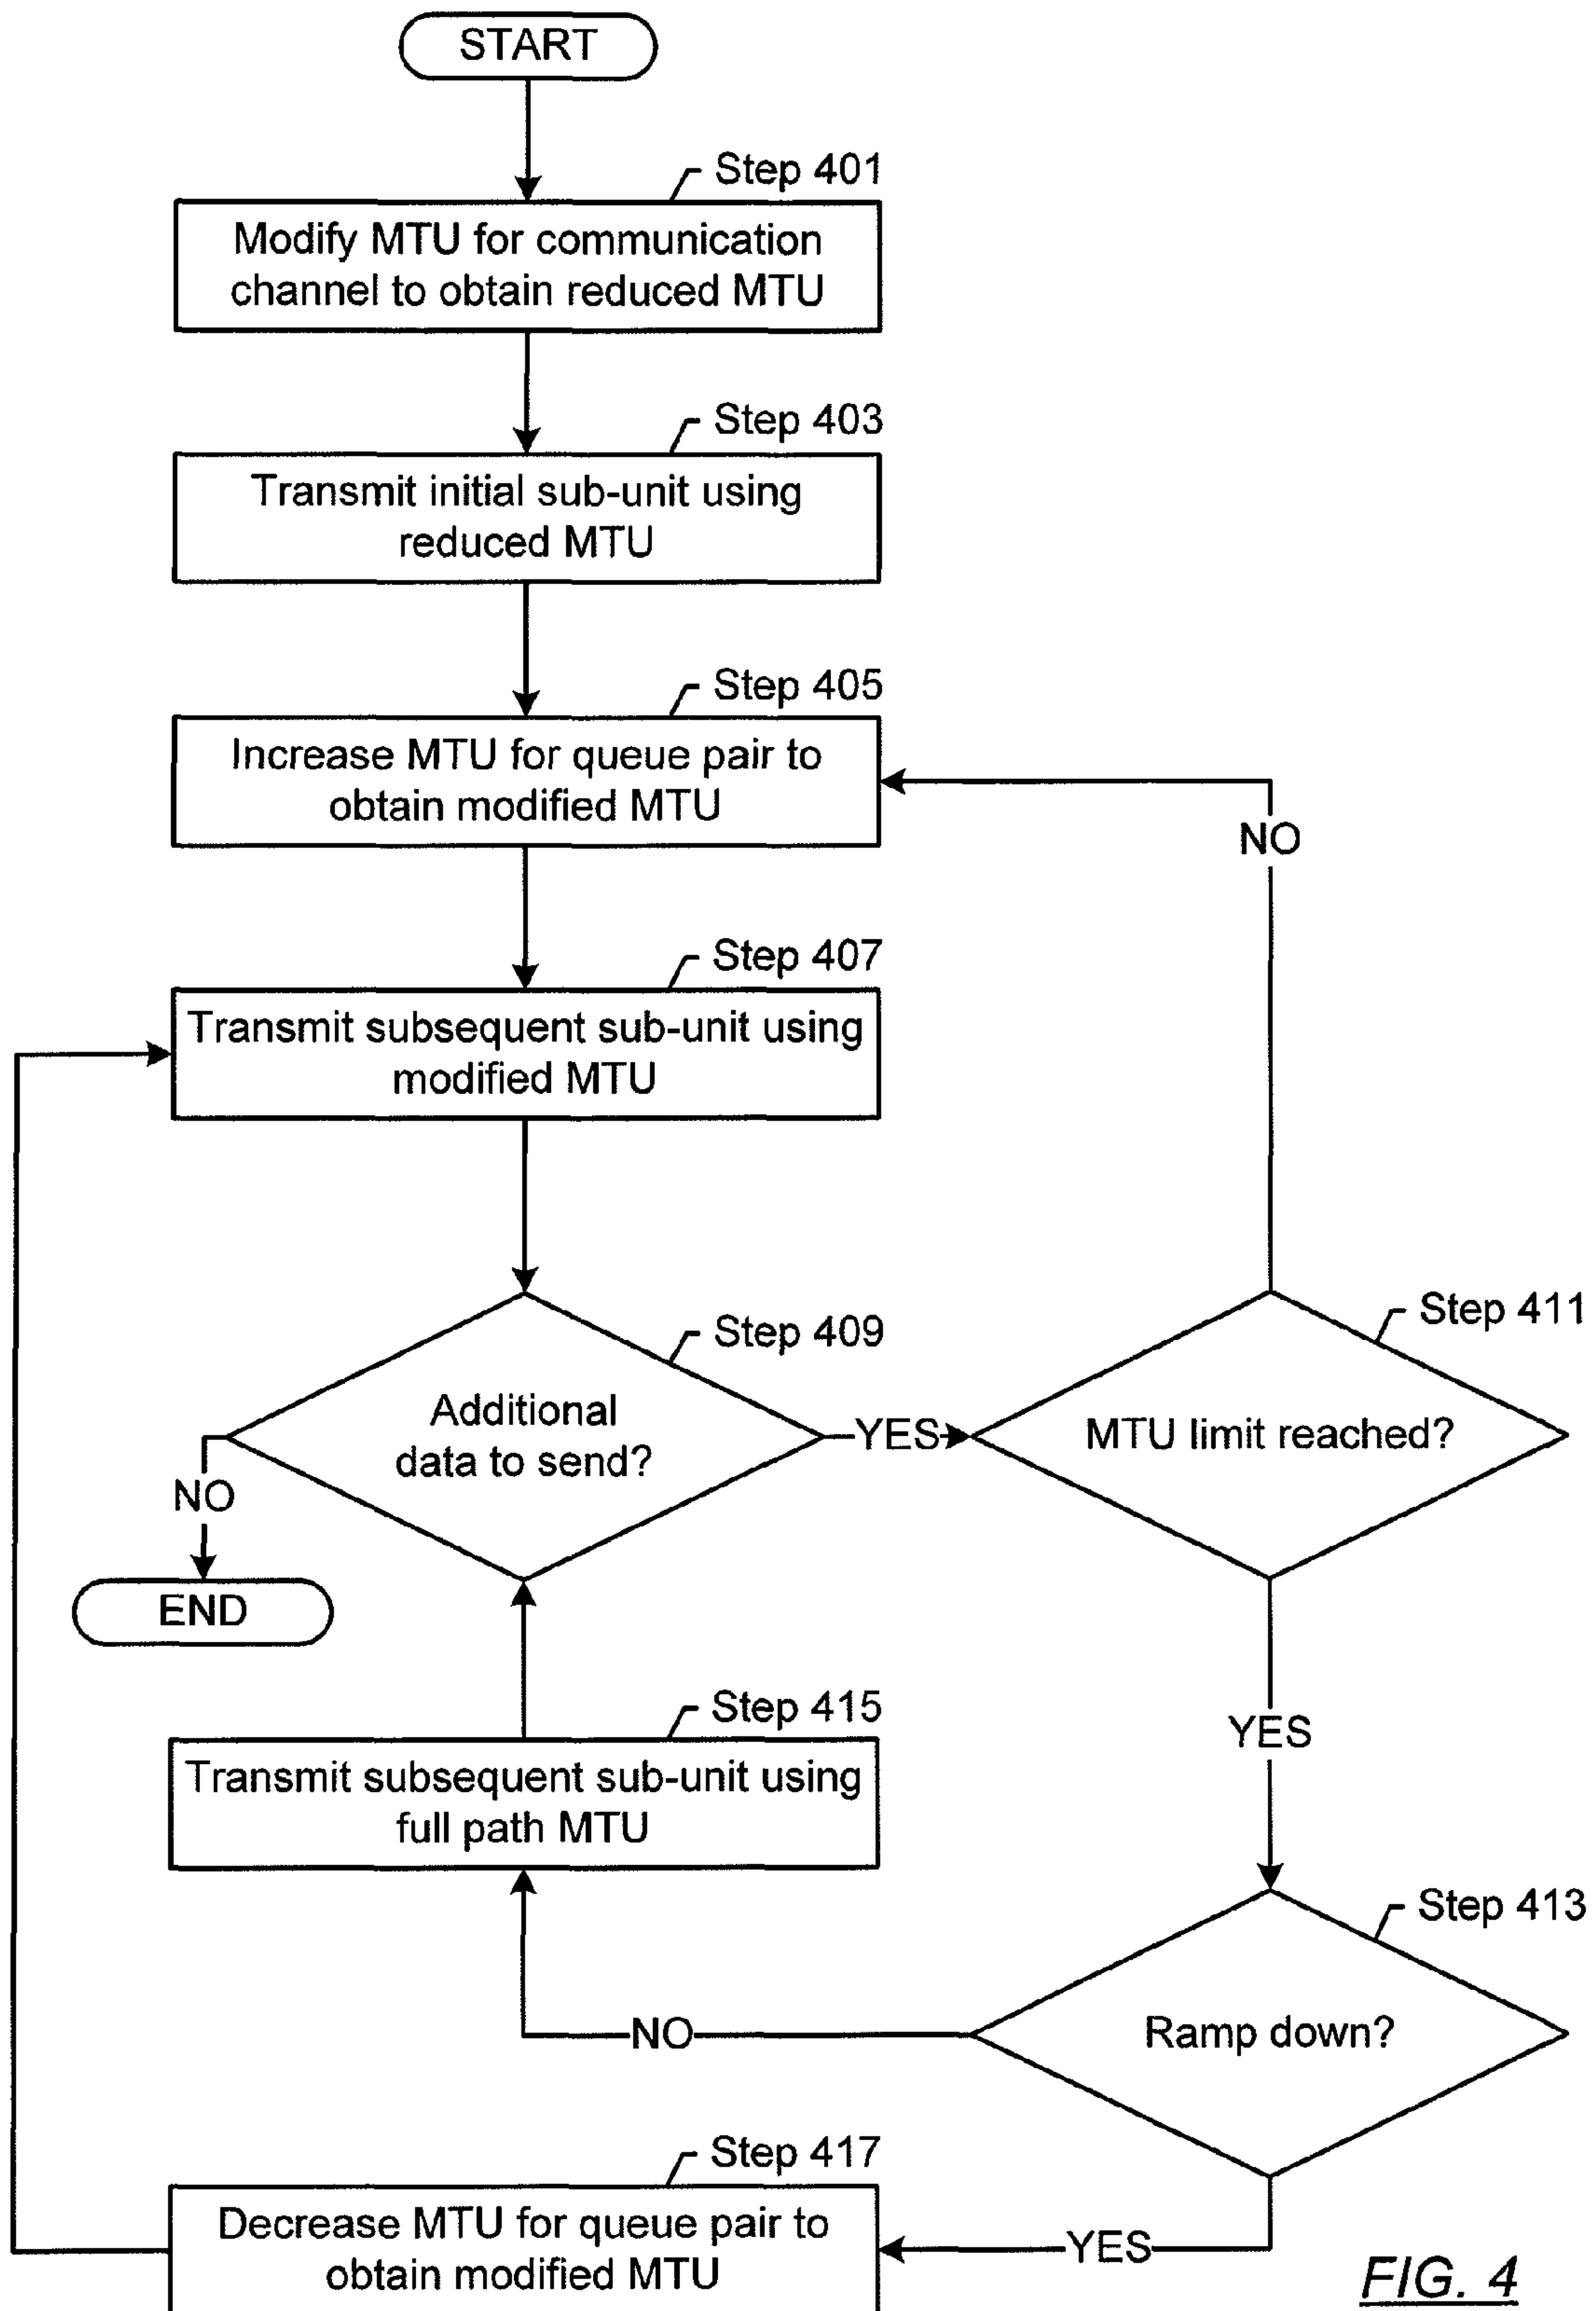 START
Step 401
Modify MTU for communication
channel to obtain reduced MTU
Step 403
Transmit initial sub-unit using
reduced MTU
Step 405
Increase MTU for queue pair to
obtain modified MTU
NO
Step 407
Transmit subsequent sub-unit using
modified MTU
Step 409
Additional
data to send?
YES
Step 411
MTU limit reached?
NO
END
YES
Step 415
Transmit subsequent sub-unit using
full path MTU
Step 413
Ramp down?
NO
Step 417
Decrease MTU for queue pair to
obtain modified MTU
YES
FIG. 4